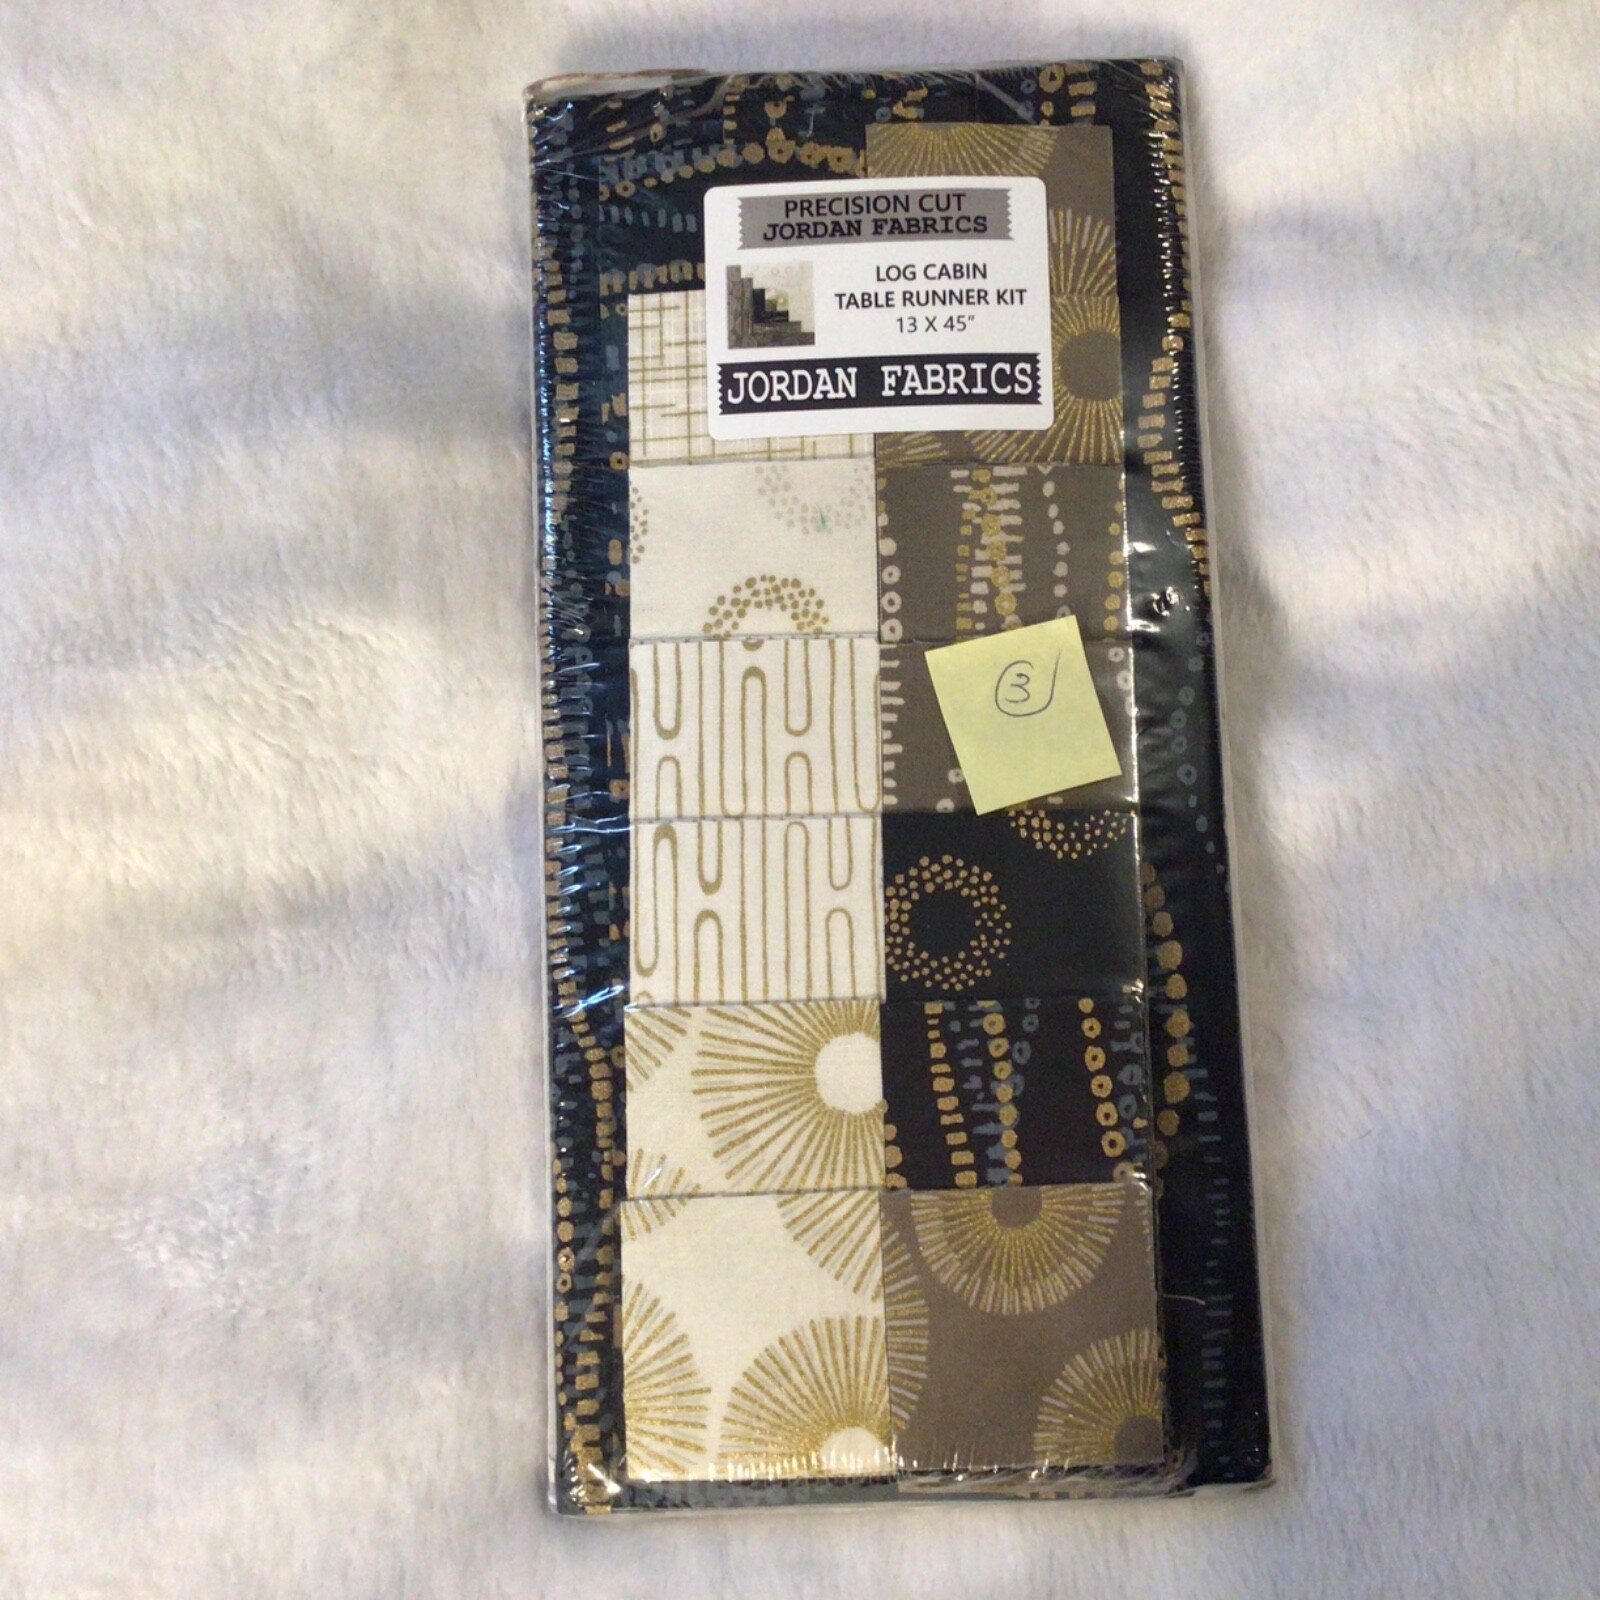 PRECISION CUT
JORDAN FABRICS
LOG CABIN
TABLE RUNNER KIT
13 X 45"
JORDAN FABRICS
3